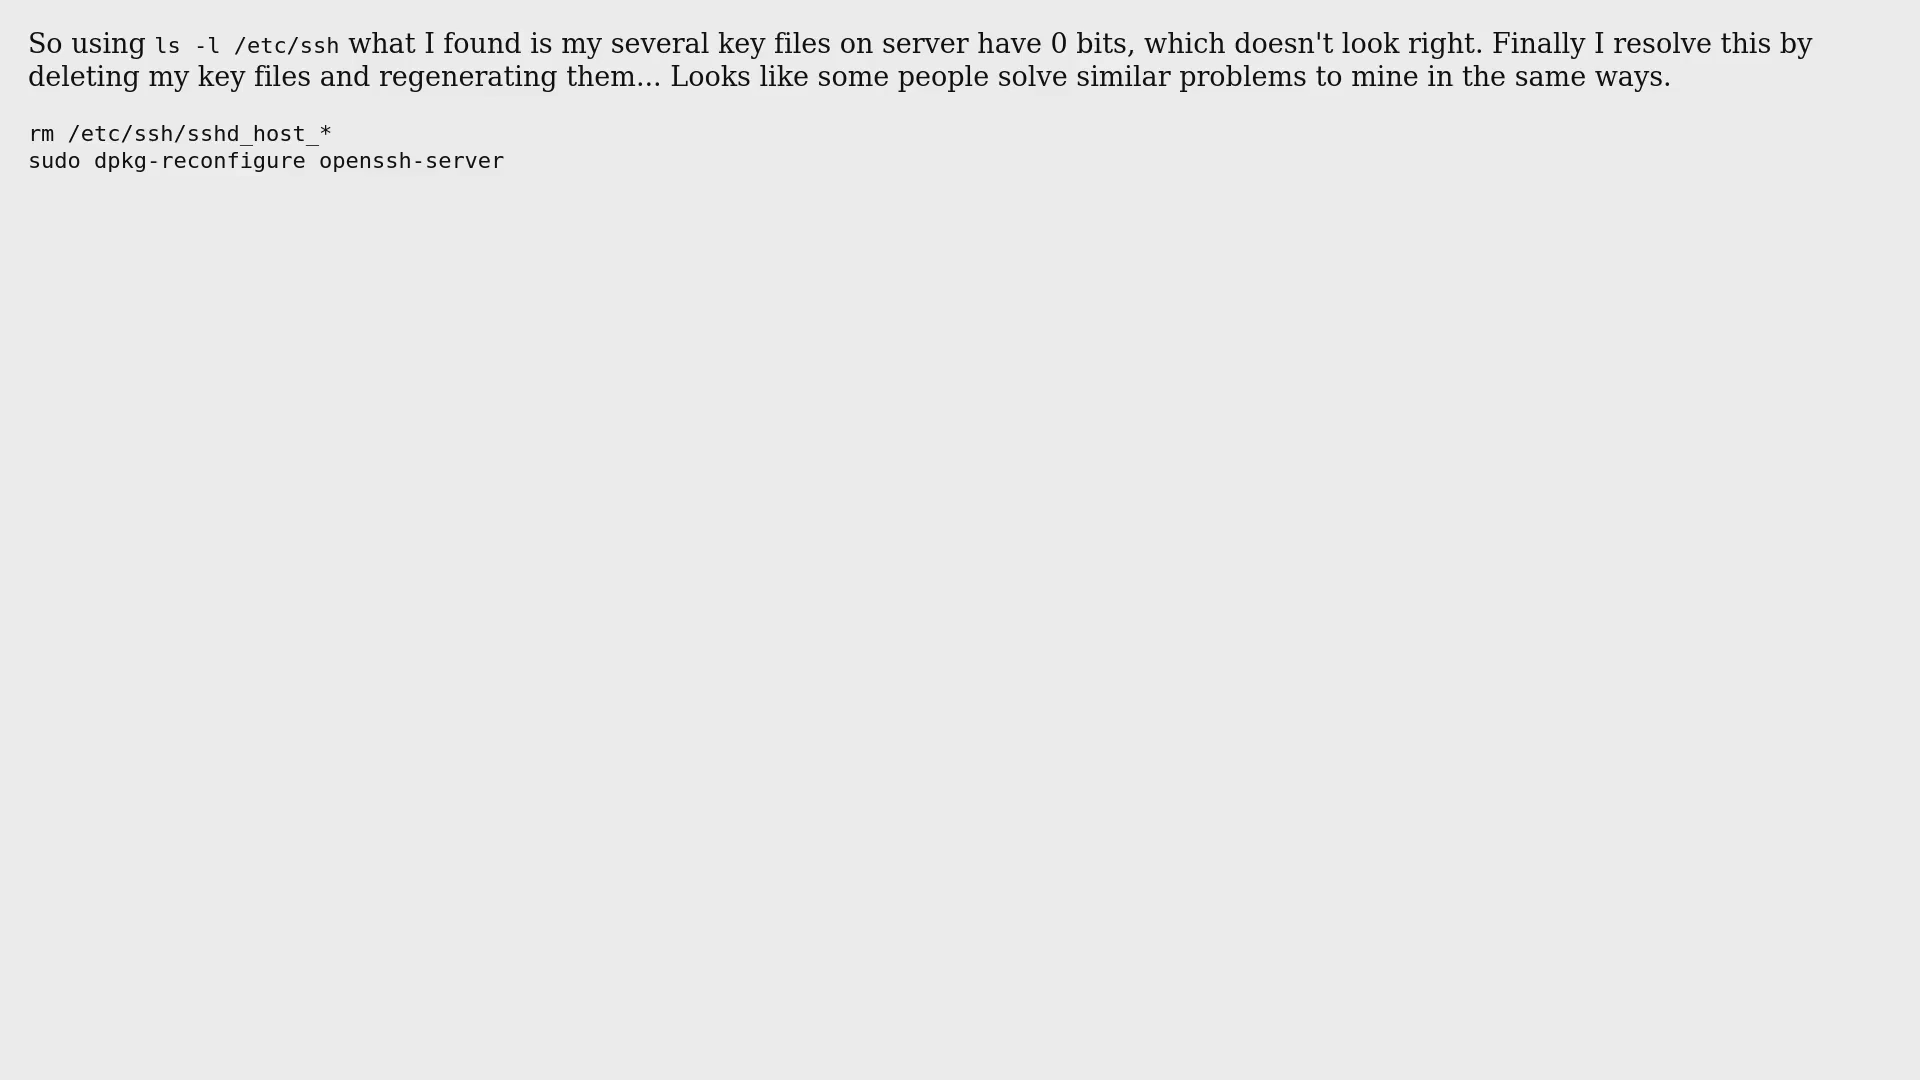 So using ls -l /etc/ssh what I found is my several key files on server have 0 bits, which doesn't look right. Finally I resolve this by
deleting my key files and regenerating them... Looks like some people solve similar problems to mine in the same ways.
rm /etc/ssh/sshd_host_*
sudo dpkg-reconfigure openssh-server